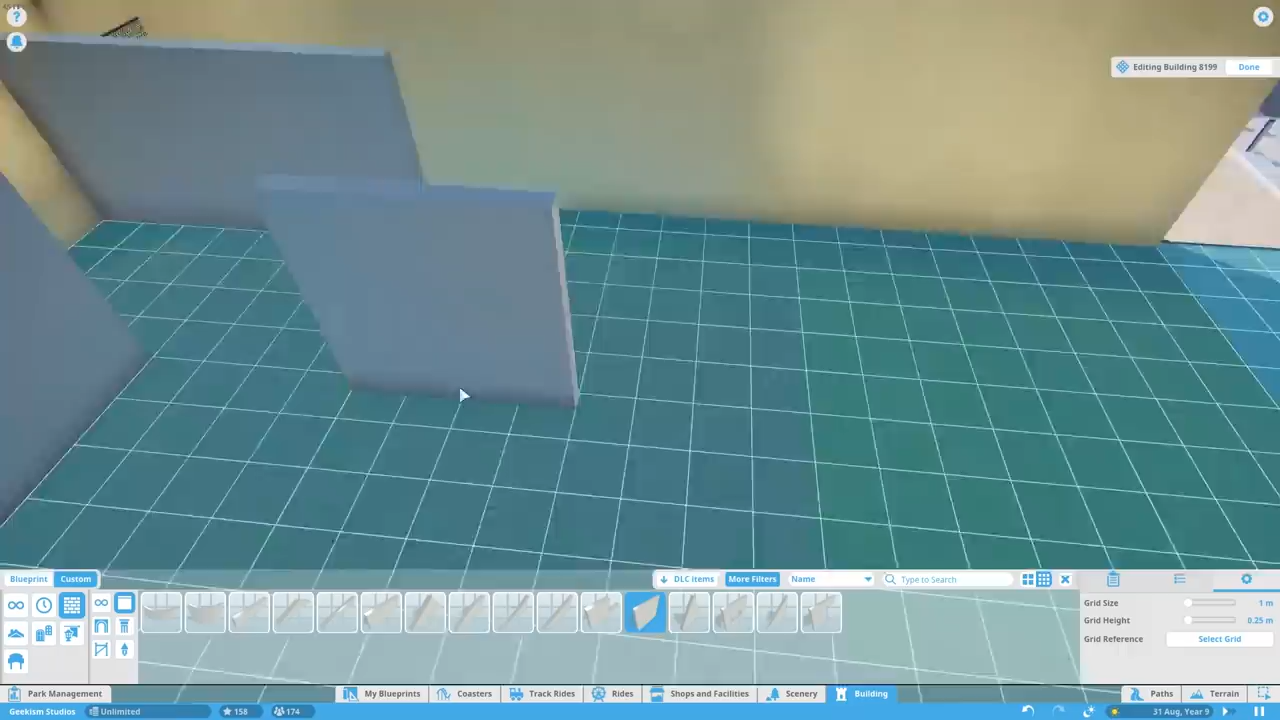 ?
Editing Building 8199 Done
Blueprint Custom
DLC Items More Filters Name Type to Search
Grid Size 1 m
Grid Height 0.25 m
Grid Reference Select Grid
Park Management My Blueprints Coasters Track Rides Rides Shops and Facilities Scenery Building Paths Terrain
Geekism Studios Unlimited 158 174 31 Aug, Year 9